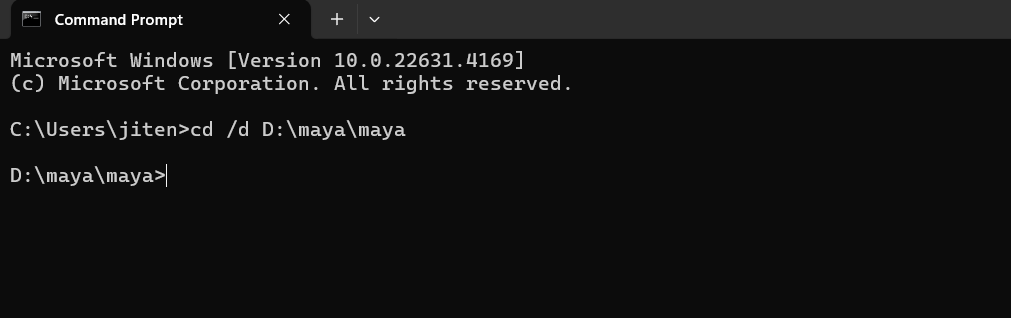 Command Prompt
Microsoft Windows [Version 10.0.22631.4169]
(c) Microsoft Corporation. All rights reserved.
C:\Users\jiten>cd /d D:\maya\maya
D:\maya\maya>